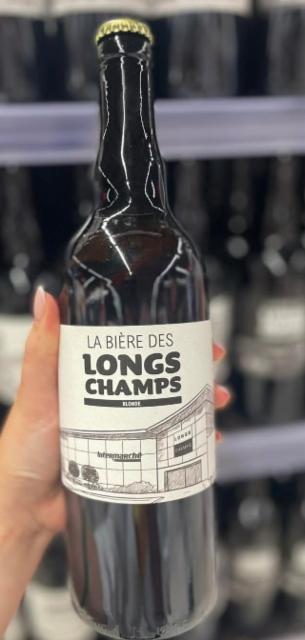 LA BIÈRE DES
LONGS
CHAMPS
BLONDE
Intermarché
LONGS
CHAMPS